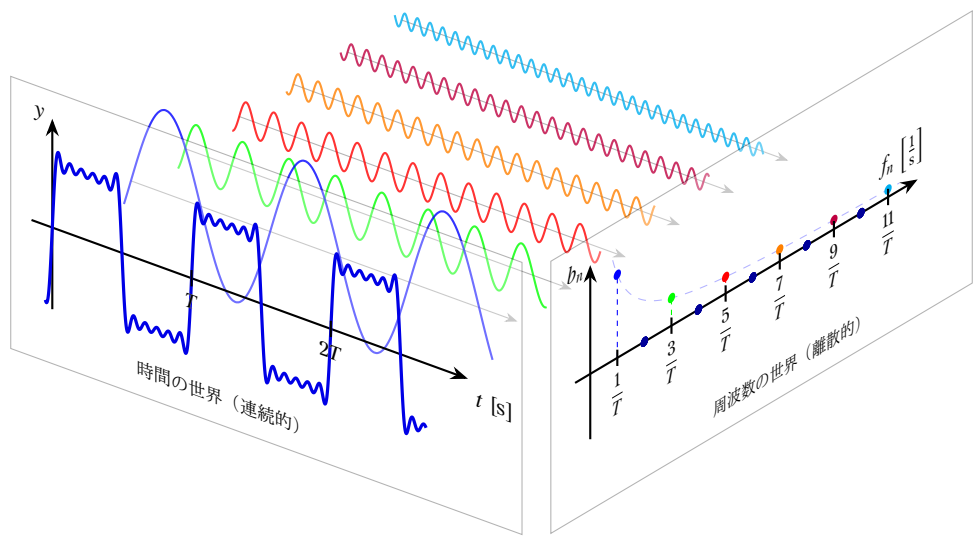 y
T
2T
t [s]
時間の世界（連続的）
b_n
f_n [1/s]
1/T
3/T
5/T
7/T
9/T
11/T
周波数の世界（離散的）